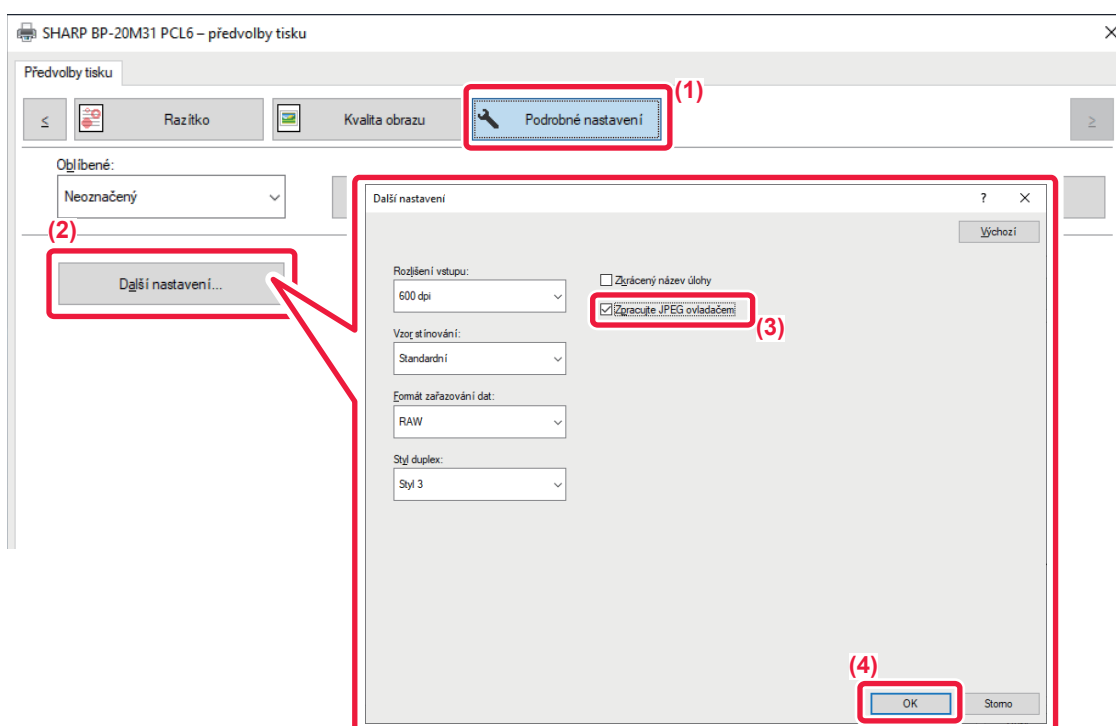 SHARP BP-20M31 PCL6 – předvolby tisku
Předvolby tisku
(1)
<
Razítko
Kvalita obrazu
Podrobné nastavení
>
Oblíbené:
Neoznačený
(2)
Další nastavení...
Další nastavení
?
Výchozí
Rozlišení vstupu:
600 dpi
Zkrácený název úlohy
Zpracujte JPEG ovladačem
(3)
Vzor stínování:
Standardní
Formát zařazování dat:
RAW
Styl duplex:
Styl 3
(4)
OK
Storno